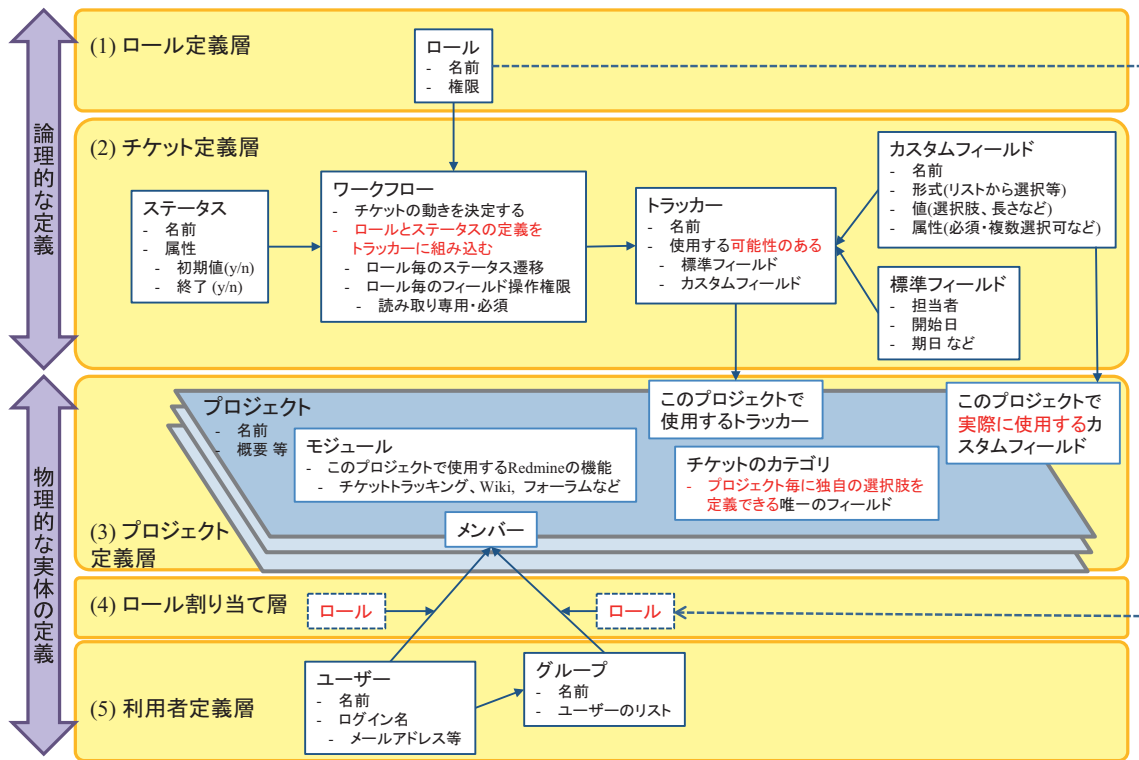 論理的な定義
(1) ロール定義層
ロール
- 名前
- 権限
(2) チケット定義層
ステータス
- 名前
- 属性
- 初期値(y/n)
- 終了 (y/n)
ワークフロー
- チケットの動きを決定する
- ロールとステータスの定義を
トラッカーに組み込む
- ロール毎のステータス遷移
- ロール毎のフィールド操作権限
- 読み取り専用・必須
トラッカー
- 名前
- 使用する可能性のある
- 標準フィールド
- カスタムフィールド
カスタムフィールド
- 名前
- 形式(リストから選択等)
- 値(選択肢、長さなど)
- 属性(必須・複数選択可など)
標準フィールド
- 担当者
- 開始日
- 期日 など
物理的な実体の定義
(3) プロジェクト
定義層
プロジェクト
- 名前
- 概要 等
モジュール
- このプロジェクトで使用するRedmineの機能
- チケットトラッキング、Wiki, フォーラムなど
このプロジェクトで
使用するトラッカー
このプロジェクトで
実際に使用するカ
スタムフィールド
チケットのカテゴリ
- プロジェクト毎に独自の選択肢を
定義できる唯一のフィールド
メンバー
(4) ロール割り当て層
ロール
ロール
(5) 利用者定義層
ユーザー
- 名前
- ログイン名
- メールアドレス等
グループ
- 名前
- ユーザーのリスト